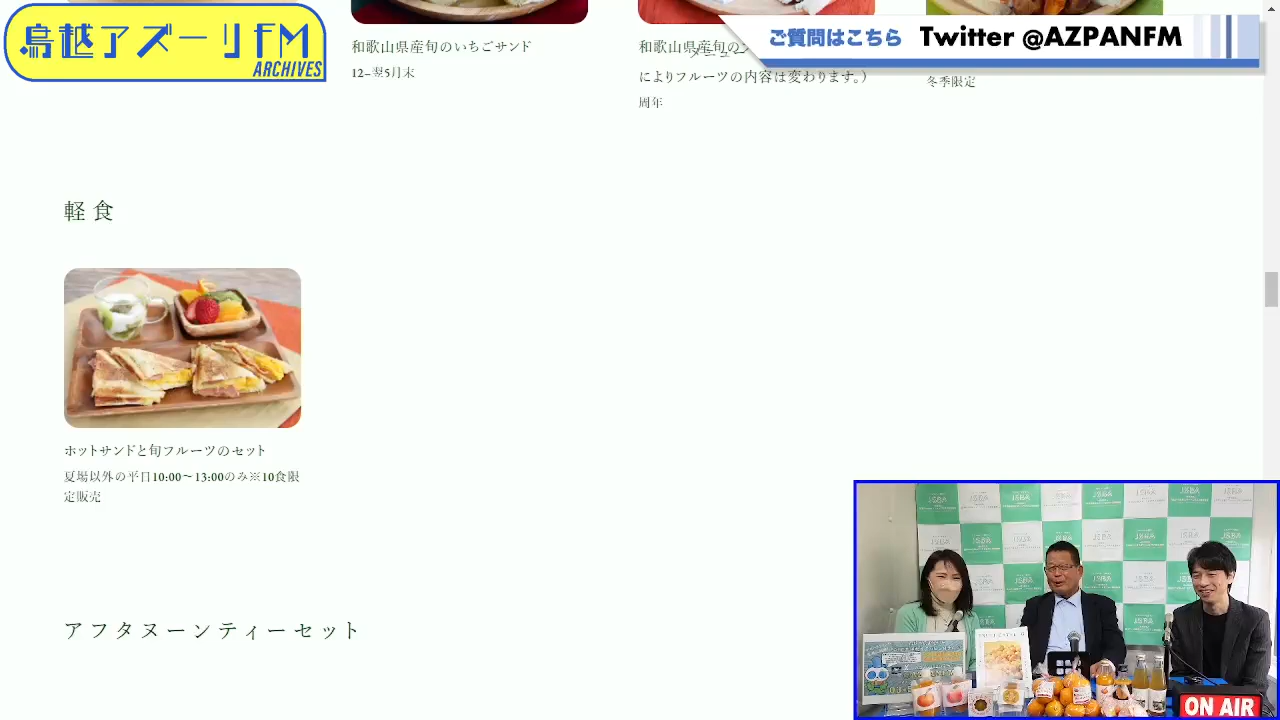 鳥越アズーリFM
ARCHIVES
ご質問はこちら Twitter @AZPANFM
和歌山県産旬のいちごサンド
12–翌5月末
和歌山県産旬の
メニュー
によりフルーツの内容は変わります。）
周年
冬季限定
軽食
ホットサンドと旬フルーツのセット
夏場以外の平日10:00〜13:00のみ※10食限
定販売
アフタヌーンティーセット
JSBA
ON AIR